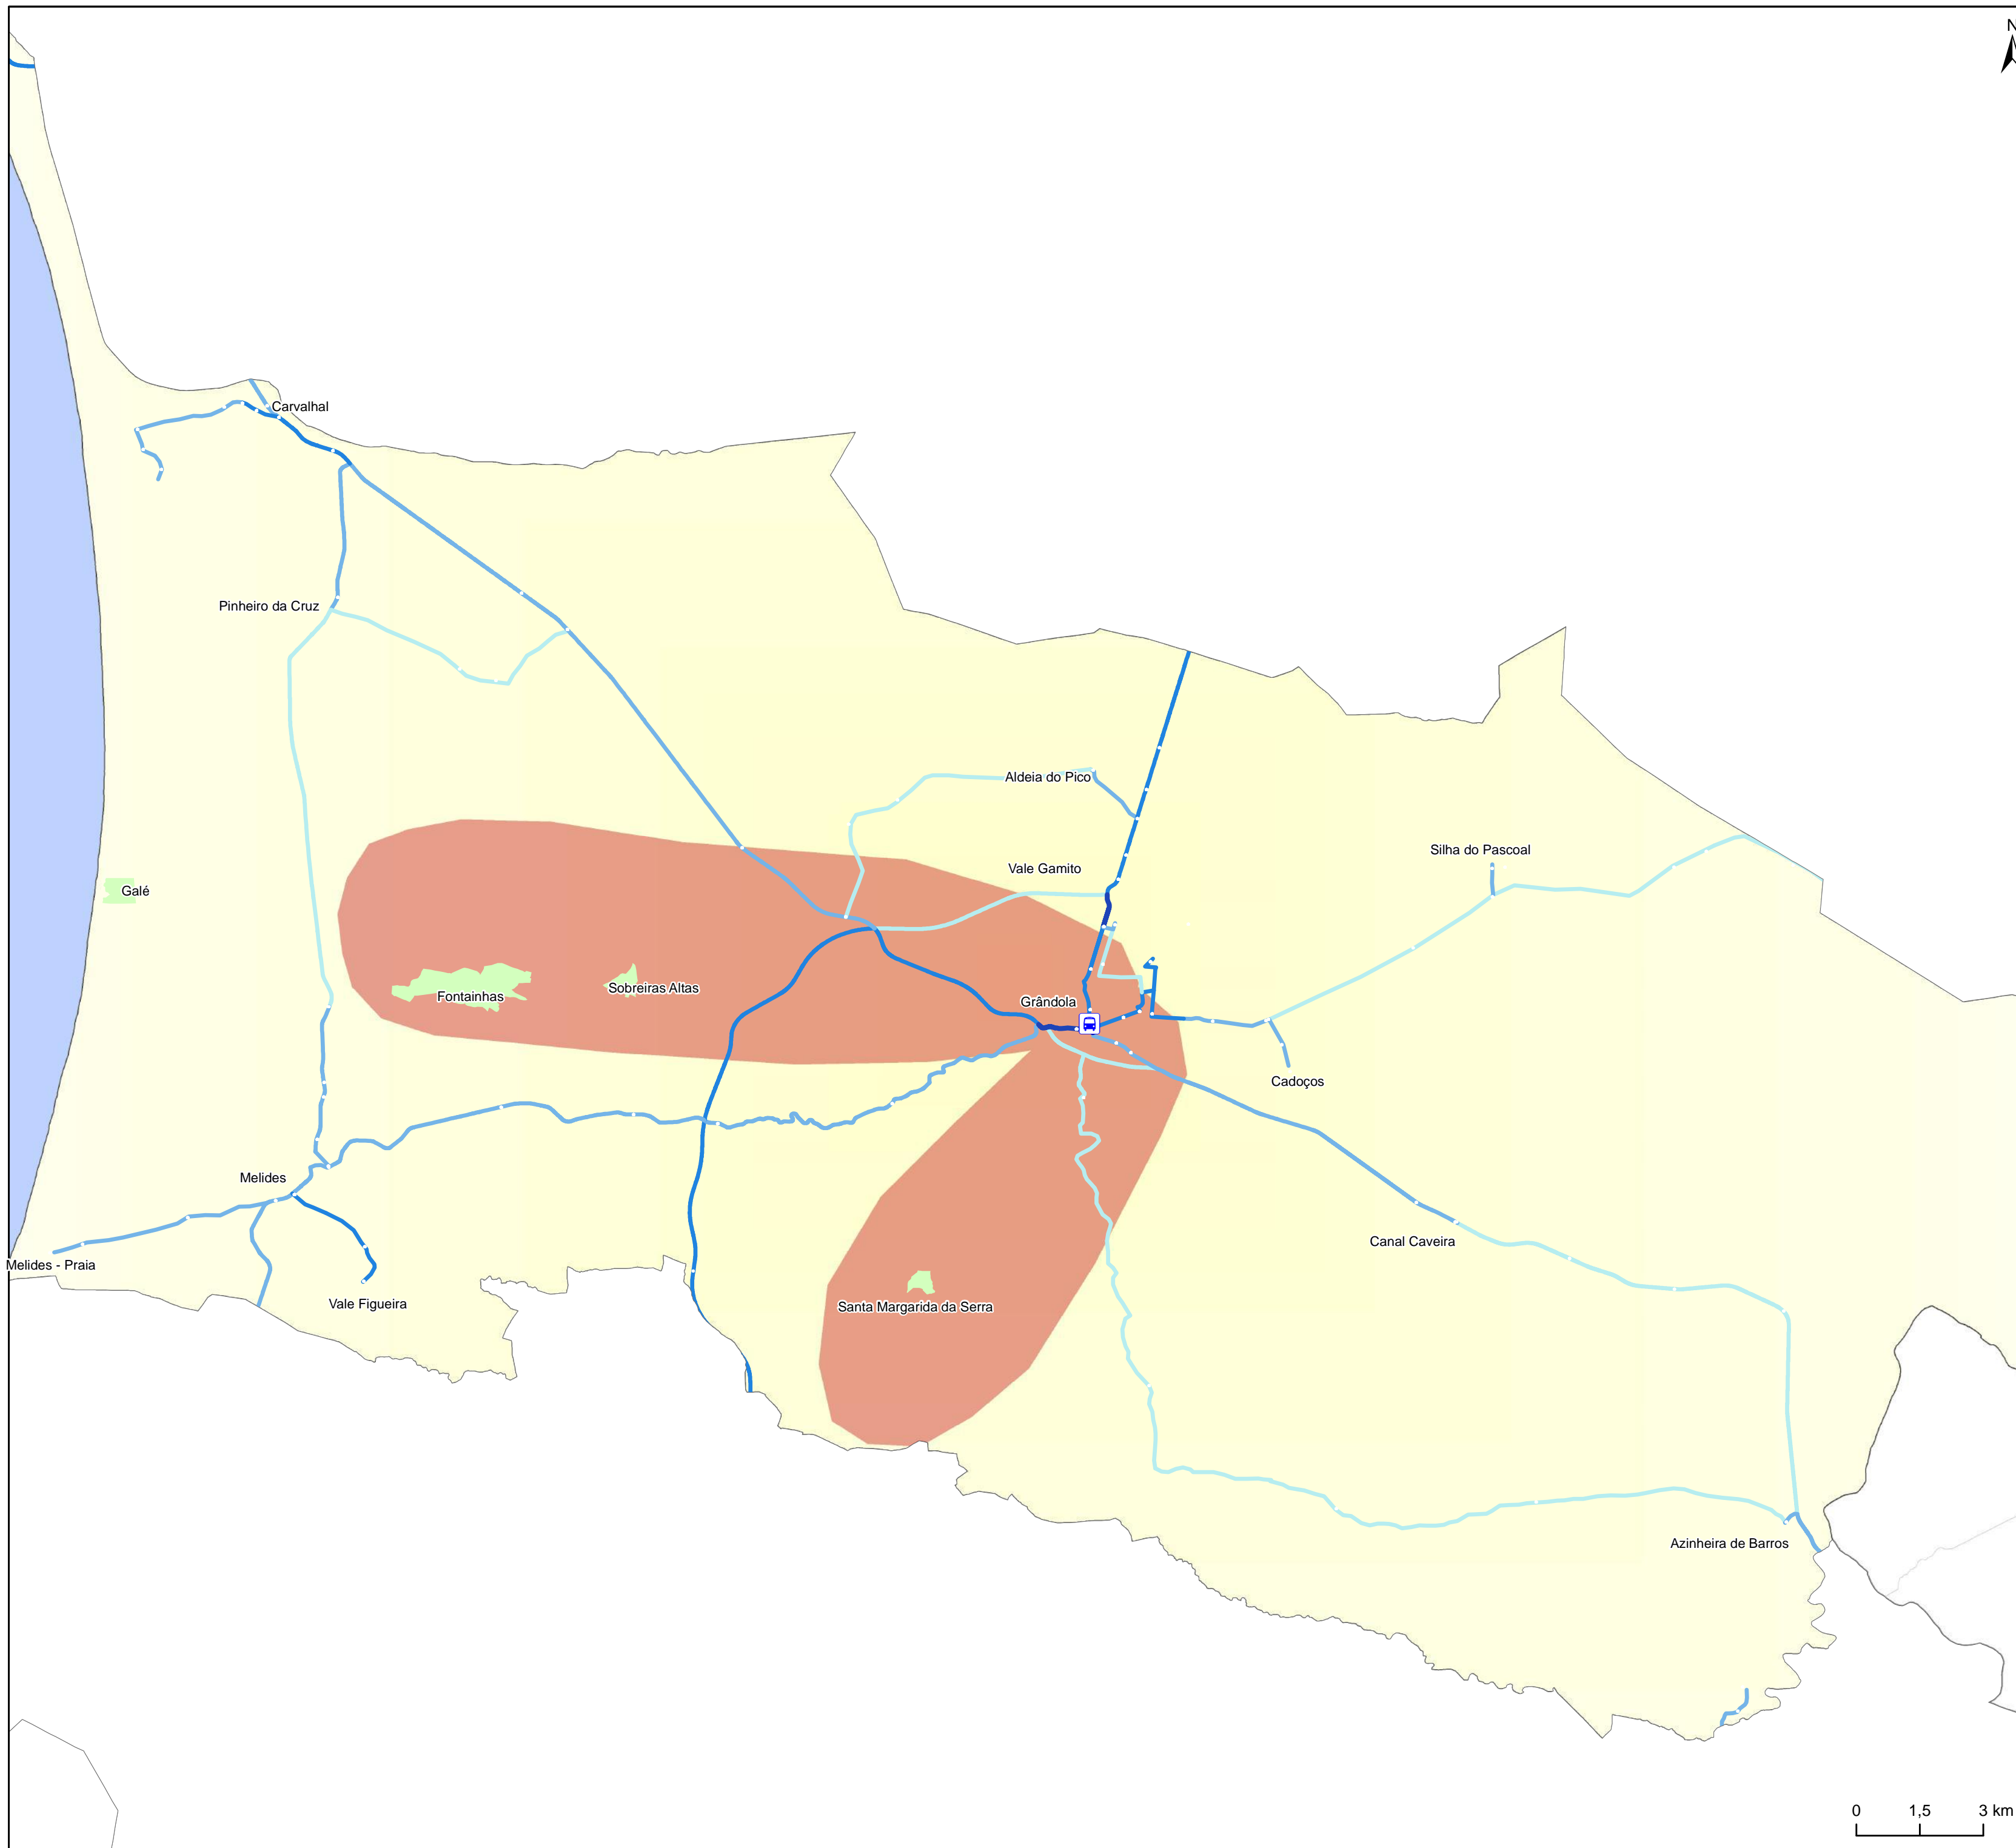 N
Carvalhal
Pinheiro da Cruz
Aldeia do Pico
Silha do Pascoal
Vale Gamito
Galé
Sobreiras Altas
Fontainhas
Grândola
Cadoços
Melides
Canal Caveira
Melides - Praia
Vale Figueira
Santa Margarida da Serra
Azinheira de Barros
0 1,5 3 km